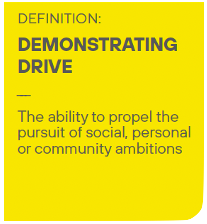 DEFINITION:
DEMONSTRATING
DRIVE
—
The ability to propel the
pursuit of social, personal
or community ambitions